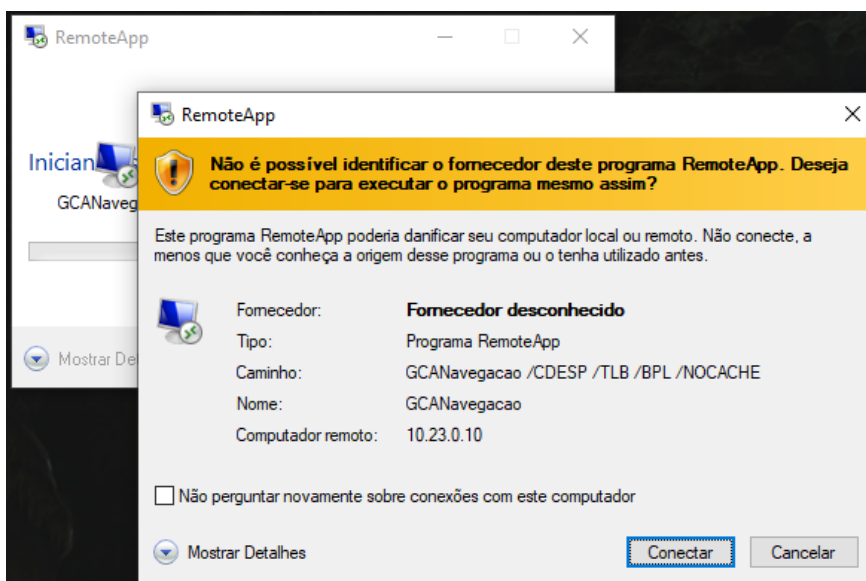 RemoteApp
Inician
GCANaveg
Mostrar De
RemoteApp
Não é possível identificar o fornecedor deste programa RemoteApp. Deseja
conectar-se para executar o programa mesmo assim?
Este programa RemoteApp poderia danificar seu computador local ou remoto. Não conecte, a
menos que você conheça a origem desse programa ou o tenha utilizado antes.
Fornecedor: Fornecedor desconhecido
Tipo: Programa RemoteApp
Caminho: GCANavegacao /CDESP /TLB /BPL /NOCACHE
Nome: GCANavegacao
Computador remoto: 10.23.0.10
Não perguntar novamente sobre conexões com este computador
Mostrar Detalhes Conectar Cancelar